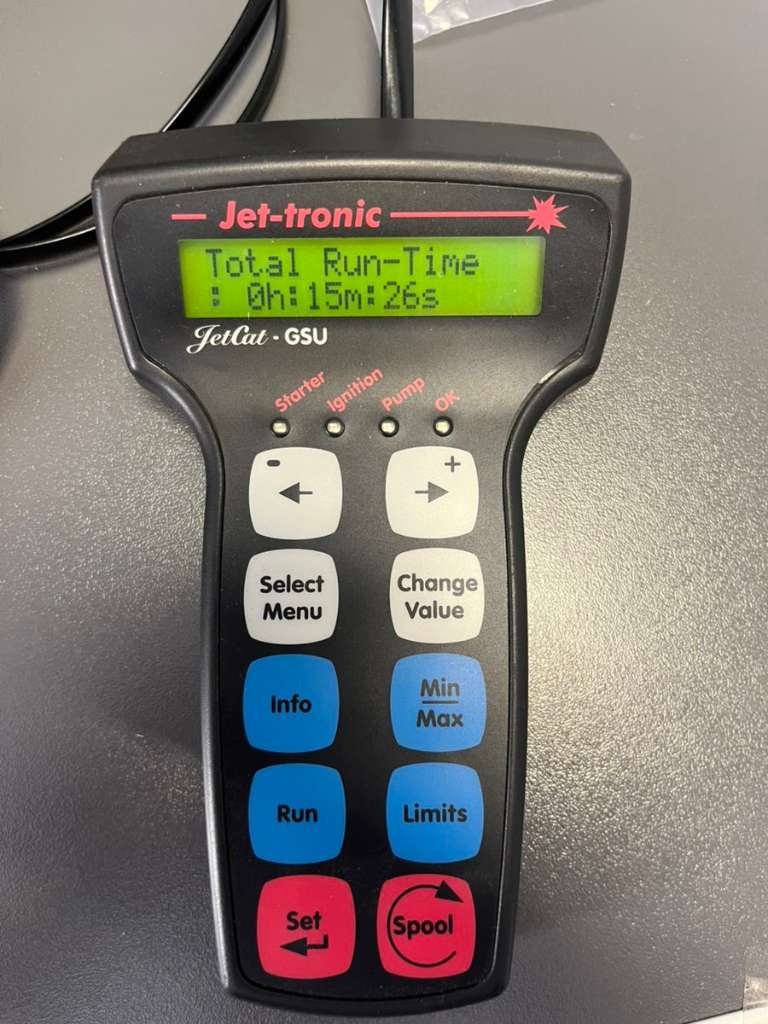 Jet-tronic
Total Run-Time
: 0h:15m:26s
JetCat - GSU
Starter Ignition Pump OK
- +
Select Menu
Change Value
Info
Min
Max
Run
Limits
Set
Spool